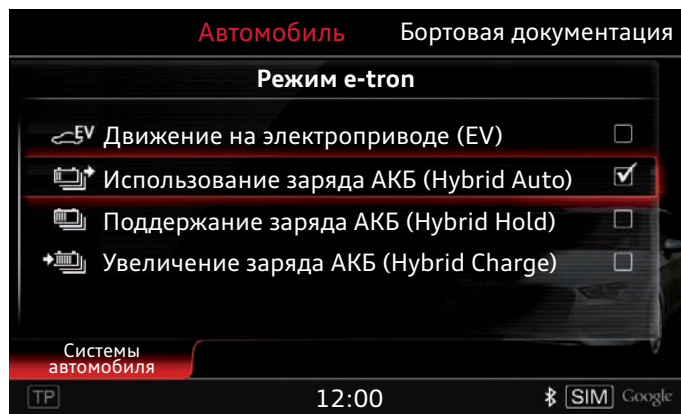 Автомобиль Бортовая документация
Режим e-tron
EV Движение на электроприводе (EV)
Использование заряда АКБ (Hybrid Auto)
Поддержание заряда АКБ (Hybrid Hold)
Увеличение заряда АКБ (Hybrid Charge)
Системы
автомобиля
TP 12:00 SIM Google